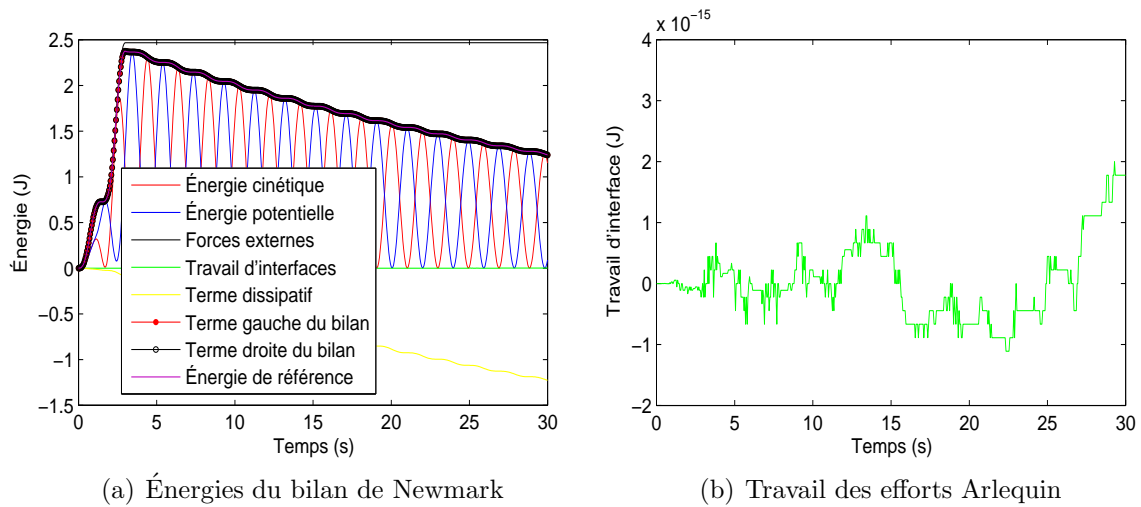 2.5
2
1.5
1
0.5
0
−0.5
−1
−1.5
0 5 10 15 20 25 30
Énergie (J)
Temps (s)
Énergie cinétique
Énergie potentielle
Forces externes
Travail d'interfaces
Terme dissipatif
Terme gauche du bilan
Terme droite du bilan
Énergie de référence
(a) Énergies du bilan de Newmark
x 10−15
4
3
2
1
0
−1
−2
0 5 10 15 20 25 30
Travail d'interface (J)
Temps (s)
(b) Travail des efforts Arlequin